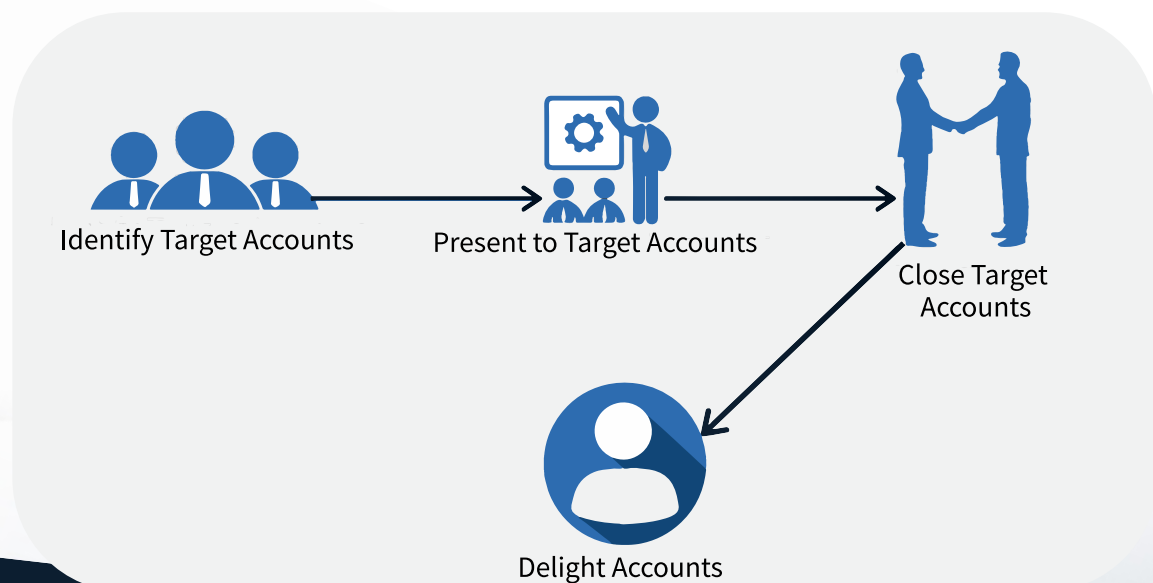 Identify Target Accounts
Present to Target Accounts
Close Target
Accounts
Delight Accounts